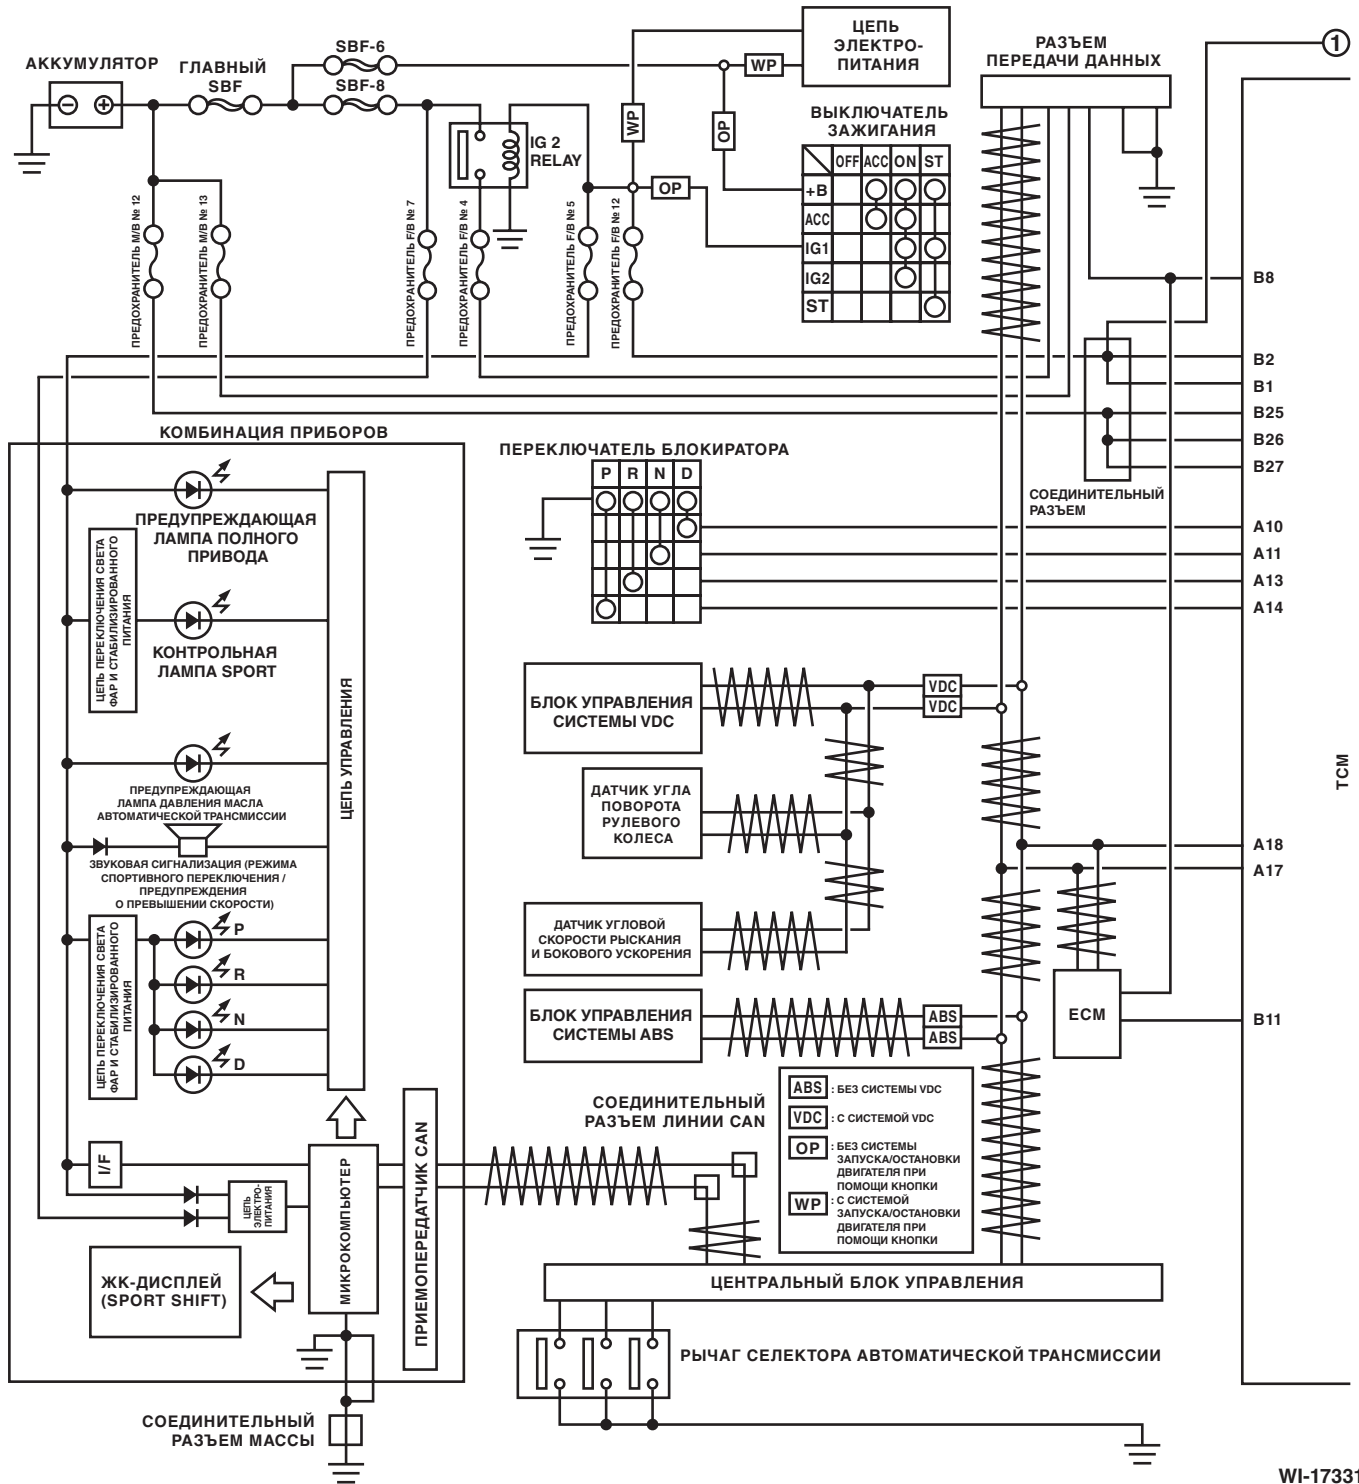 АККУМУЛЯТОР
ГЛАВНЫЙ
SBF
SBF-6
SBF-8
IG 2
RELAY
WP
WP
OP
OP
ЦЕПЬ
ЭЛЕКТРО-
ПИТАНИЯ
ВЫКЛЮЧАТЕЛЬ
ЗАЖИГАНИЯ
OFF ACC ON ST
+B
ACC
IG1
IG2
ST
РАЗЪЕМ
ПЕРЕДАЧИ ДАННЫХ
1
ПРЕДОХРАНИТЕЛЬ M/B № 12
ПРЕДОХРАНИТЕЛЬ M/B № 13
ПРЕДОХРАНИТЕЛЬ F/B № 7
ПРЕДОХРАНИТЕЛЬ F/B № 4
ПРЕДОХРАНИТЕЛЬ F/B № 5
ПРЕДОХРАНИТЕЛЬ F/B № 12
B8
B2
B1
B25
B26
B27
A10
A11
A13
A14
A18
A17
B11
TCM
СОЕДИНИТЕЛЬНЫЙ
РАЗЪЕМ
КОМБИНАЦИЯ ПРИБОРОВ
ПРЕДУПРЕЖДАЮЩАЯ
ЛАМПА ПОЛНОГО
ПРИВОДА
ЦЕПЬ ПЕРЕКЛЮЧЕНИЯ СВЕТА
ФАР И СТАБИЛИЗИРОВАННОГО
ПИТАНИЯ
КОНТРОЛЬНАЯ
ЛАМПА SPORT
ЦЕПЬ УПРАВЛЕНИЯ
ПРЕДУПРЕЖДАЮЩАЯ
ЛАМПА ДАВЛЕНИЯ МАСЛА
АВТОМАТИЧЕСКОЙ ТРАНСМИССИИ
ЗВУКОВАЯ СИГНАЛИЗАЦИЯ (РЕЖИМА
СПОРТИВНОГО ПЕРЕКЛЮЧЕНИЯ /
ПРЕДУПРЕЖДЕНИЯ
О ПРЕВЫШЕНИИ СКОРОСТИ)
ЦЕПЬ ПЕРЕКЛЮЧЕНИЯ СВЕТА
ФАР И СТАБИЛИЗИРОВАННОГО
ПИТАНИЯ
P
R
N
D
I/F
ЦЕПЬ
ЭЛЕКТРО-
ПИТАНИЯ
МИКРОКОМПЬЮТЕР
ПРИЕМОПЕРЕДАТЧИК CAN
ЖК-ДИСПЛЕЙ
(SPORT SHIFT)
СОЕДИНИТЕЛЬНЫЙ
РАЗЪЕМ МАССЫ
ПЕРЕКЛЮЧАТЕЛЬ БЛОКИРАТОРА
P R N D
БЛОК УПРАВЛЕНИЯ
СИСТЕМЫ VDC
VDC
VDC
ДАТЧИК УГЛА
ПОВОРОТА
РУЛЕВОГО
КОЛЕСА
ДАТЧИК УГЛОВОЙ
СКОРОСТИ РЫСКАНИЯ
И БОКОВОГО УСКОРЕНИЯ
БЛОК УПРАВЛЕНИЯ
СИСТЕМЫ ABS
ABS
ABS
ECM
СОЕДИНИТЕЛЬНЫЙ
РАЗЪЕМ ЛИНИИ CAN
ABS : БЕЗ СИСТЕМЫ VDC
VDC : С СИСТЕМОЙ VDC
OP : БЕЗ СИСТЕМЫ
ЗАПУСКА/ОСТАНОВКИ
ДВИГАТЕЛЯ ПРИ
ПОМОЩИ КНОПКИ
WP : С СИСТЕМОЙ
ЗАПУСКА/ОСТАНОВКИ
ДВИГАТЕЛЯ ПРИ
ПОМОЩИ КНОПКИ
ЦЕНТРАЛЬНЫЙ БЛОК УПРАВЛЕНИЯ
РЫЧАГ СЕЛЕКТОРА АВТОМАТИЧЕСКОЙ ТРАНСМИССИИ
WI-17331